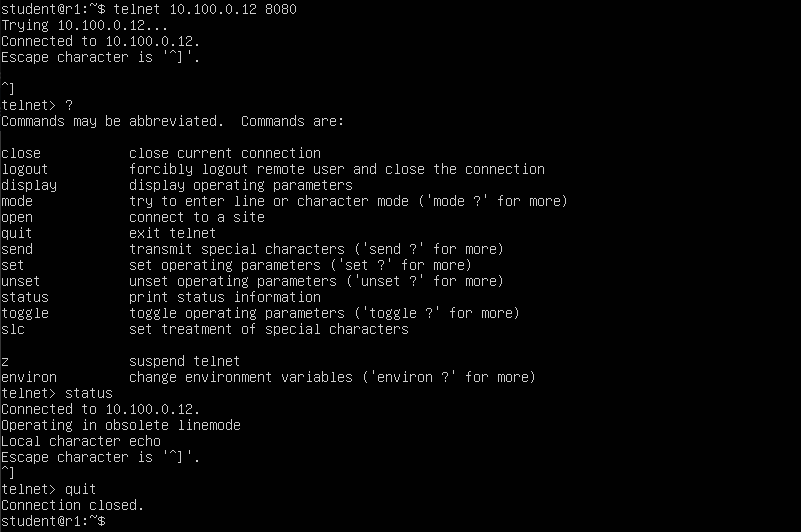 student@r1:~$ telnet 10.100.0.12 8080
Trying 10.100.0.12...
Connected to 10.100.0.12.
Escape character is '^]'.
^]
telnet> ?
Commands may be abbreviated.  Commands are:
close           close current connection
logout          forcibly logout remote user and close the connection
display         display operating parameters
mode            try to enter line or character mode ('mode ?' for more)
open            connect to a site
quit            exit telnet
send            transmit special characters ('send ?' for more)
set             set operating parameters ('set ?' for more)
unset           unset operating parameters ('unset ?' for more)
status          print status information
toggle          toggle operating parameters ('toggle ?' for more)
slc             set treatment of special characters
z               suspend telnet
environ         change environment variables ('environ ?' for more)
telnet> status
Connected to 10.100.0.12.
Operating in obsolete linemode
Local character echo
Escape character is '^]'.
^]
telnet> quit
Connection closed.
student@r1:~$